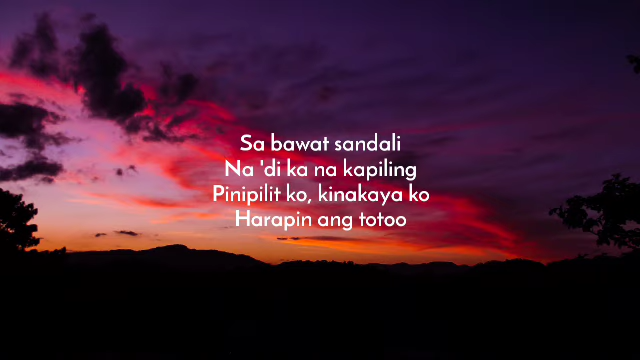 Sa bawat sandali
Na 'di ka na kapiling
Pinipilit ko, kinakaya ko
Harapin ang totoo